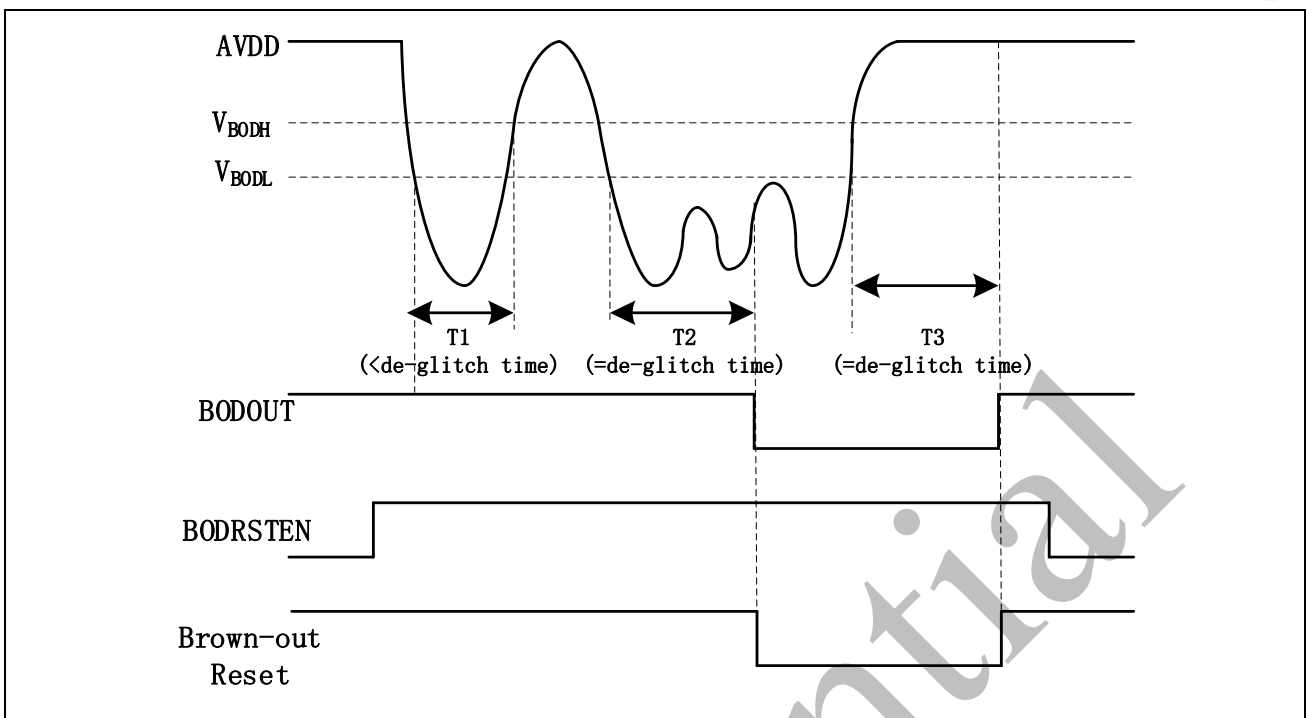 AVDD
VBODH
VBODL
T1
(<de-glitch time)
T2
(=de-glitch time)
T3
(=de-glitch time)
BODOUT
BODRSTEN
Brown-out
Reset
ntial